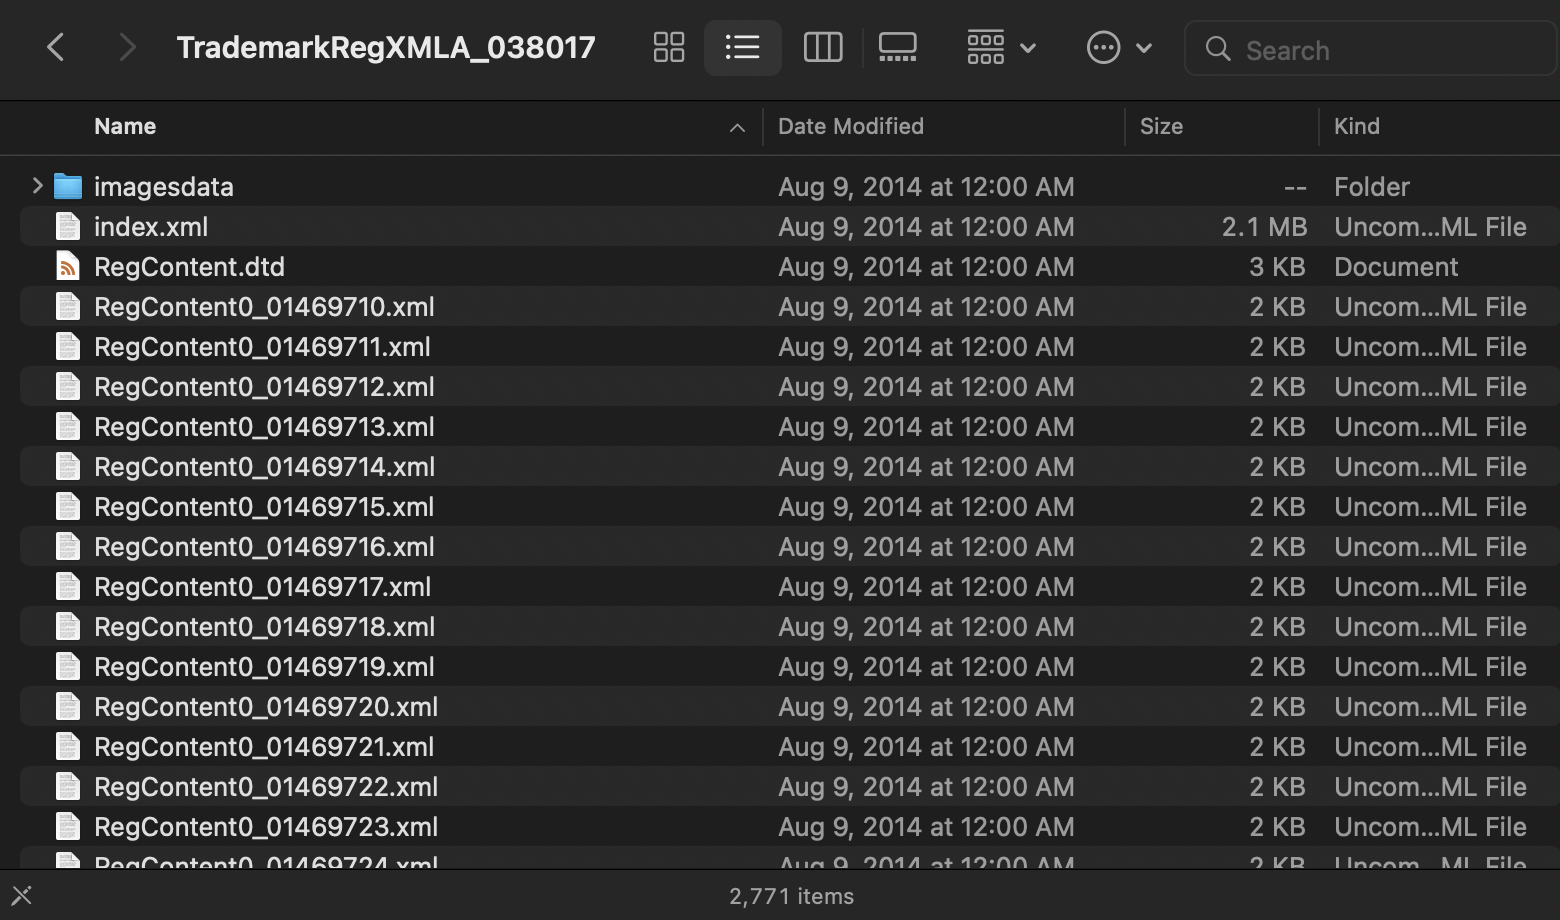 TrademarkRegXMLA_038017 Search
Name Date Modified Size Kind
imagesdata Aug 9, 2014 at 12:00 AM -- Folder
index.xml Aug 9, 2014 at 12:00 AM 2.1 MB Uncom...ML File
RegContent.dtd Aug 9, 2014 at 12:00 AM 3 KB Document
RegContent0_01469710.xml Aug 9, 2014 at 12:00 AM 2 KB Uncom...ML File
RegContent0_01469711.xml Aug 9, 2014 at 12:00 AM 2 KB Uncom...ML File
RegContent0_01469712.xml Aug 9, 2014 at 12:00 AM 2 KB Uncom...ML File
RegContent0_01469713.xml Aug 9, 2014 at 12:00 AM 2 KB Uncom...ML File
RegContent0_01469714.xml Aug 9, 2014 at 12:00 AM 2 KB Uncom...ML File
RegContent0_01469715.xml Aug 9, 2014 at 12:00 AM 2 KB Uncom...ML File
RegContent0_01469716.xml Aug 9, 2014 at 12:00 AM 2 KB Uncom...ML File
RegContent0_01469717.xml Aug 9, 2014 at 12:00 AM 2 KB Uncom...ML File
RegContent0_01469718.xml Aug 9, 2014 at 12:00 AM 2 KB Uncom...ML File
RegContent0_01469719.xml Aug 9, 2014 at 12:00 AM 2 KB Uncom...ML File
RegContent0_01469720.xml Aug 9, 2014 at 12:00 AM 2 KB Uncom...ML File
RegContent0_01469721.xml Aug 9, 2014 at 12:00 AM 2 KB Uncom...ML File
RegContent0_01469722.xml Aug 9, 2014 at 12:00 AM 2 KB Uncom...ML File
RegContent0_01469723.xml Aug 9, 2014 at 12:00 AM 2 KB Uncom...ML File
RegContent0_01469724.xml Aug 9, 2014 at 12:00 AM 2 KB Uncom...ML File
2,771 items